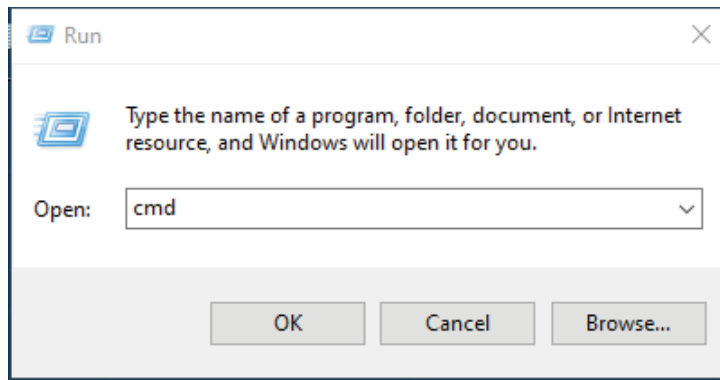 Run
Type the name of a program, folder, document, or Internet
resource, and Windows will open it for you.
Open: cmd
OK Cancel Browse...